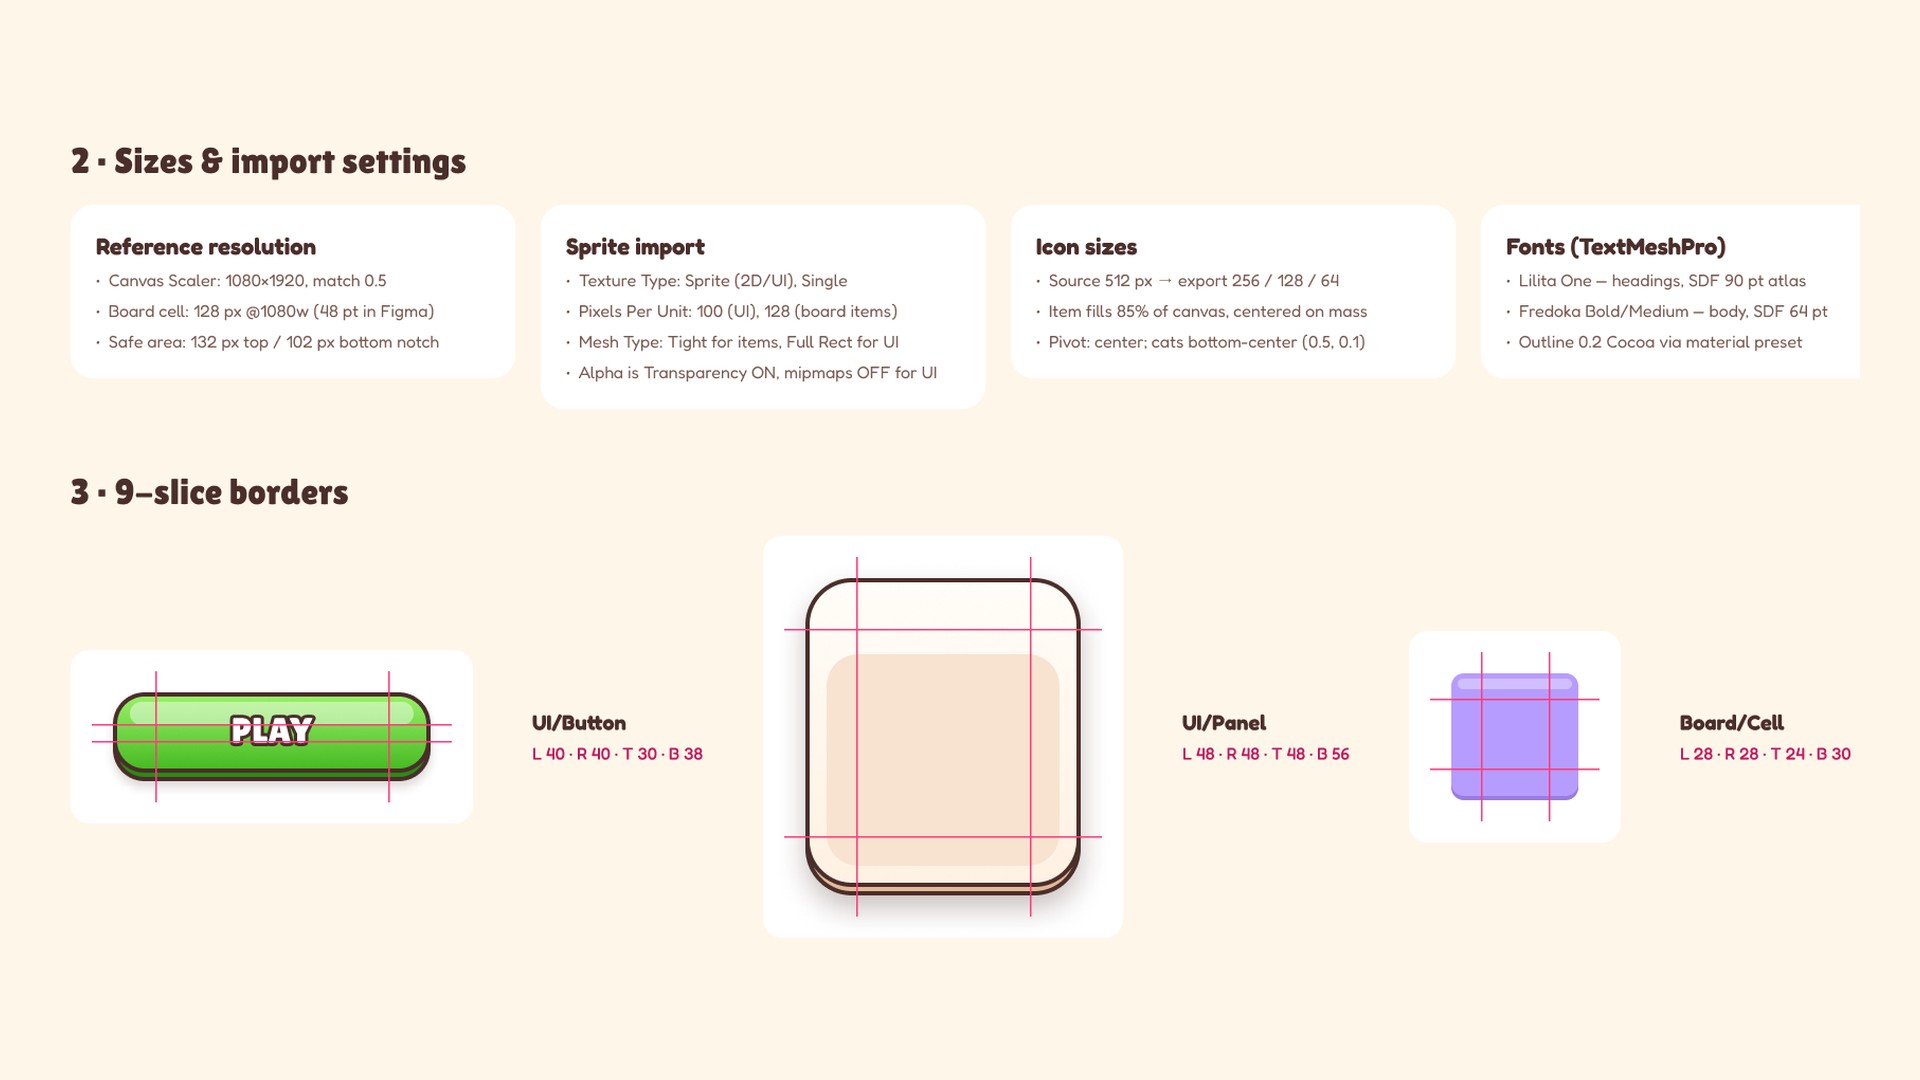 2 · Sizes & import settings
Reference resolution
· Canvas Scaler: 1080×1920, match 0.5
· Board cell: 128 px @1080w (48 pt in Figma)
· Safe area: 132 px top / 102 px bottom notch
Sprite import
· Texture Type: Sprite (2D/UI), Single
· Pixels Per Unit: 100 (UI), 128 (board items)
· Mesh Type: Tight for items, Full Rect for UI
· Alpha is Transparency ON, mipmaps OFF for UI
Icon sizes
· Source 512 px → export 256 / 128 / 64
· Item fills 85% of canvas, centered on mass
· Pivot: center; cats bottom-center (0.5, 0.1)
Fonts (TextMeshPro)
· Lilita One — headings, SDF 90 pt atlas
· Fredoka Bold/Medium — body, SDF 64 pt
· Outline 0.2 Cocoa via material preset
3 · 9-slice borders
PLAY
UI/Button
L 40 · R 40 · T 30 · B 38
UI/Panel
L 48 · R 48 · T 48 · B 56
Board/Cell
L 28 · R 28 · T 24 · B 30